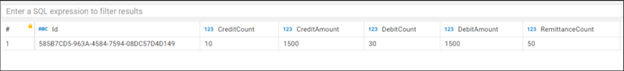 Enter a SQL expression to filter results
# ABC Id 123 CreditCount 123 CreditAmount 123 DebitCount 123 DebitAmount 123 RemittanceCount
1 585B7CD5-963A-4584-7594-08DC57D4D149 10 1500 30 1500 50